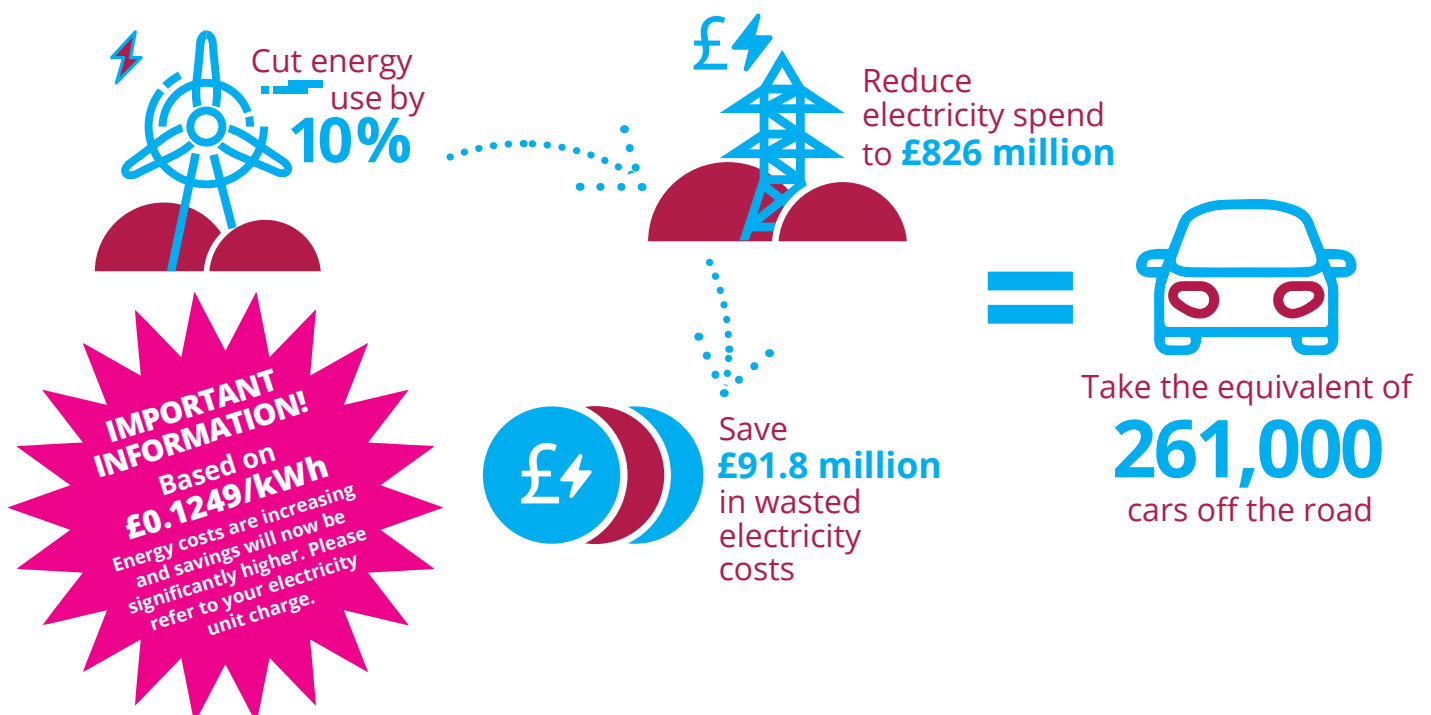 Cut energy
use by
10%
£
Reduce
electricity spend
to £826 million
£
Save
£91.8 million
in wasted
electricity
costs
=
Take the equivalent of
261,000
cars off the road
IMPORTANT
INFORMATION!
Based on
£0.1249/kWh
Energy costs are increasing
and savings will now be
significantly higher. Please
refer to your electricity
unit charge.